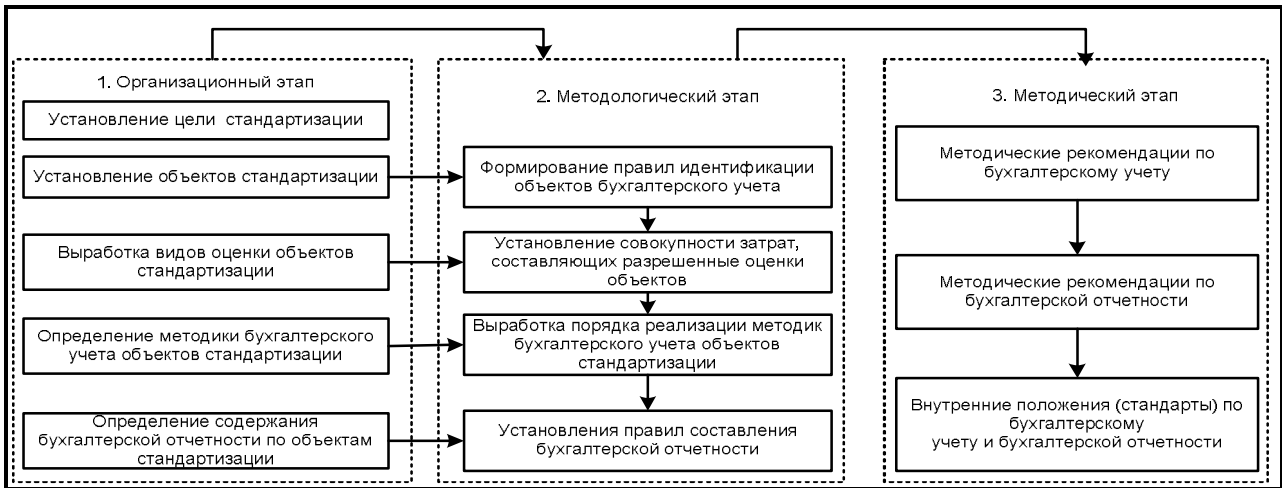 1. Организационный этап
Установление цели стандартизации
Установление объектов стандартизации
Выработка видов оценки объектов
стандартизации
Определение методики бухгалтерского
учета объектов стандартизации
Определение содержания
бухгалтерской отчетности по объектам
стандартизации
2. Методологический этап
Формирование правил идентификации
объектов бухгалтерского учета
Установление совокупности затрат,
составляющих разрешенные оценки
объектов
Выработка порядка реализации методик
бухгалтерского учета объектов
стандартизации
Установления правил составления
бухгалтерской отчетности
3. Методический этап
Методические рекомендации по
бухгалтерскому учету
Методические рекомендации по
бухгалтерской отчетности
Внутренние положения (стандарты) по
бухгалтерскому
учету и бухгалтерской отчетности